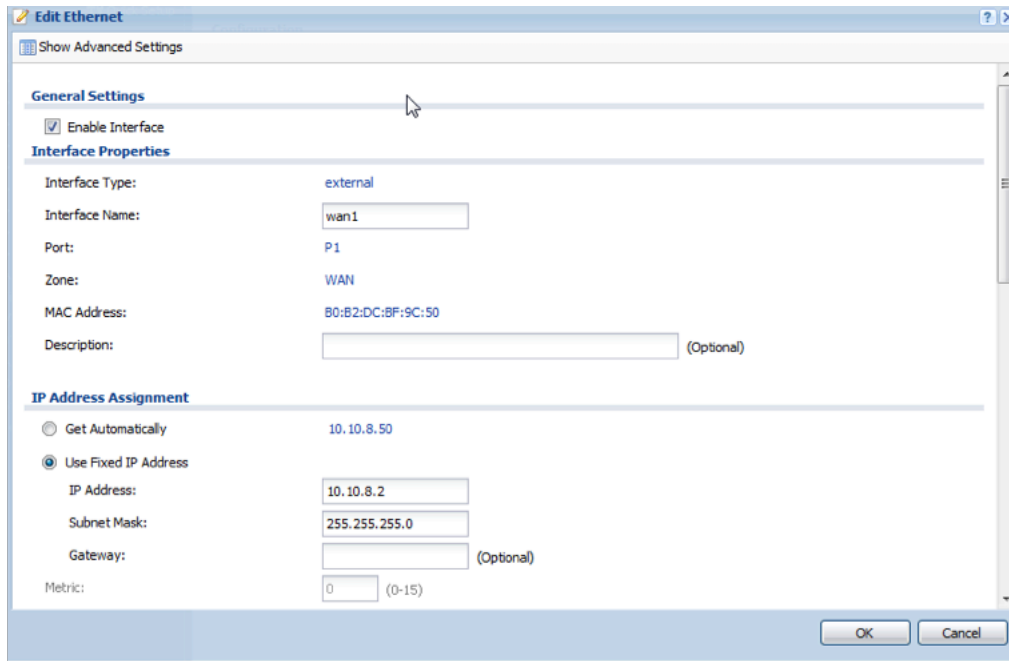 Edit Ethernet
Show Advanced Settings
General Settings
Enable Interface
Interface Properties
Interface Type: external
Interface Name: wan1
Port: P1
Zone: WAN
MAC Address: B0:B2:DC:BF:9C:50
Description: (Optional)
IP Address Assignment
Get Automatically 10.10.8.50
Use Fixed IP Address
IP Address: 10.10.8.2
Subnet Mask: 255.255.255.0
Gateway: (Optional)
Metric: 0 (0-15)
OK Cancel